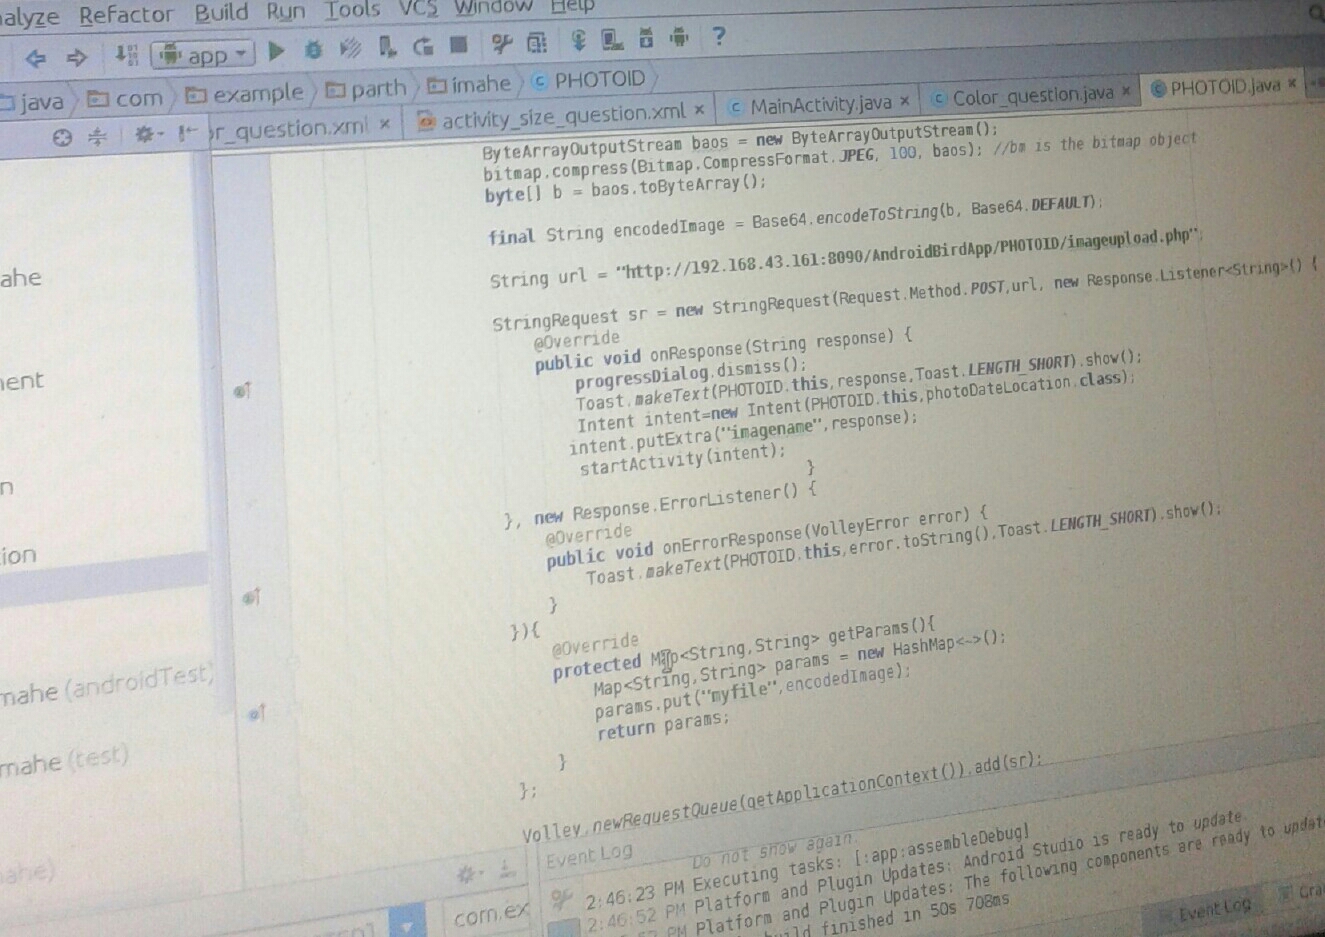 alyze Refactor Build Run Tools VCS Window Help
app ?
java com example parth imahe PHOTOID
r_question.xml × activity_size_question.xml × MainActivity.java × Color_question.java × PHOTOID.java ×
ByteArrayOutputStream baos = new ByteArrayOutputStream();
bitmap.compress(Bitmap.CompressFormat.JPEG, 100, baos); //bm is the bitmap object
byte[] b = baos.toByteArray();
final String encodedImage = Base64.encodeToString(b, Base64.DEFAULT);
String url = "http://192.168.43.161:8090/AndroidBirdApp/PHOTOID/imageupload.php";
StringRequest sr = new StringRequest(Request.Method.POST,url, new Response.Listener<String>() {
@Override
public void onResponse(String response) {
progressDialog.dismiss();
Toast.makeText(PHOTOID.this,response,Toast.LENGTH_SHORT).show();
Intent intent=new Intent(PHOTOID.this,photoDateLocation.class);
intent.putExtra("imagename",response);
startActivity(intent);
}
}, new Response.ErrorListener() {
@Override
public void onErrorResponse(VolleyError error) {
Toast.makeText(PHOTOID.this,error.toString(),Toast.LENGTH_SHORT).show();
}
}){
@Override
protected Map<String,String> getParams(){
Map<String,String> params = new HashMap<~>();
params.put("myfile",encodedImage);
return params;
}
};
Volley.newRequestQueue(getApplicationContext()).add(sr);
ahe
nent
n
ion
mahe (androidTest)
mahe (test)
ahe)
com.ex
Event Log
Do not show again.
2:46:23 PM Executing tasks: [:app:assembleDebug]
2:46:52 PM Platform and Plugin Updates: Android Studio is ready to update.
PM Platform and Plugin Updates: The following components are ready to updat
build finished in 50s 708ms
Event Log Gra